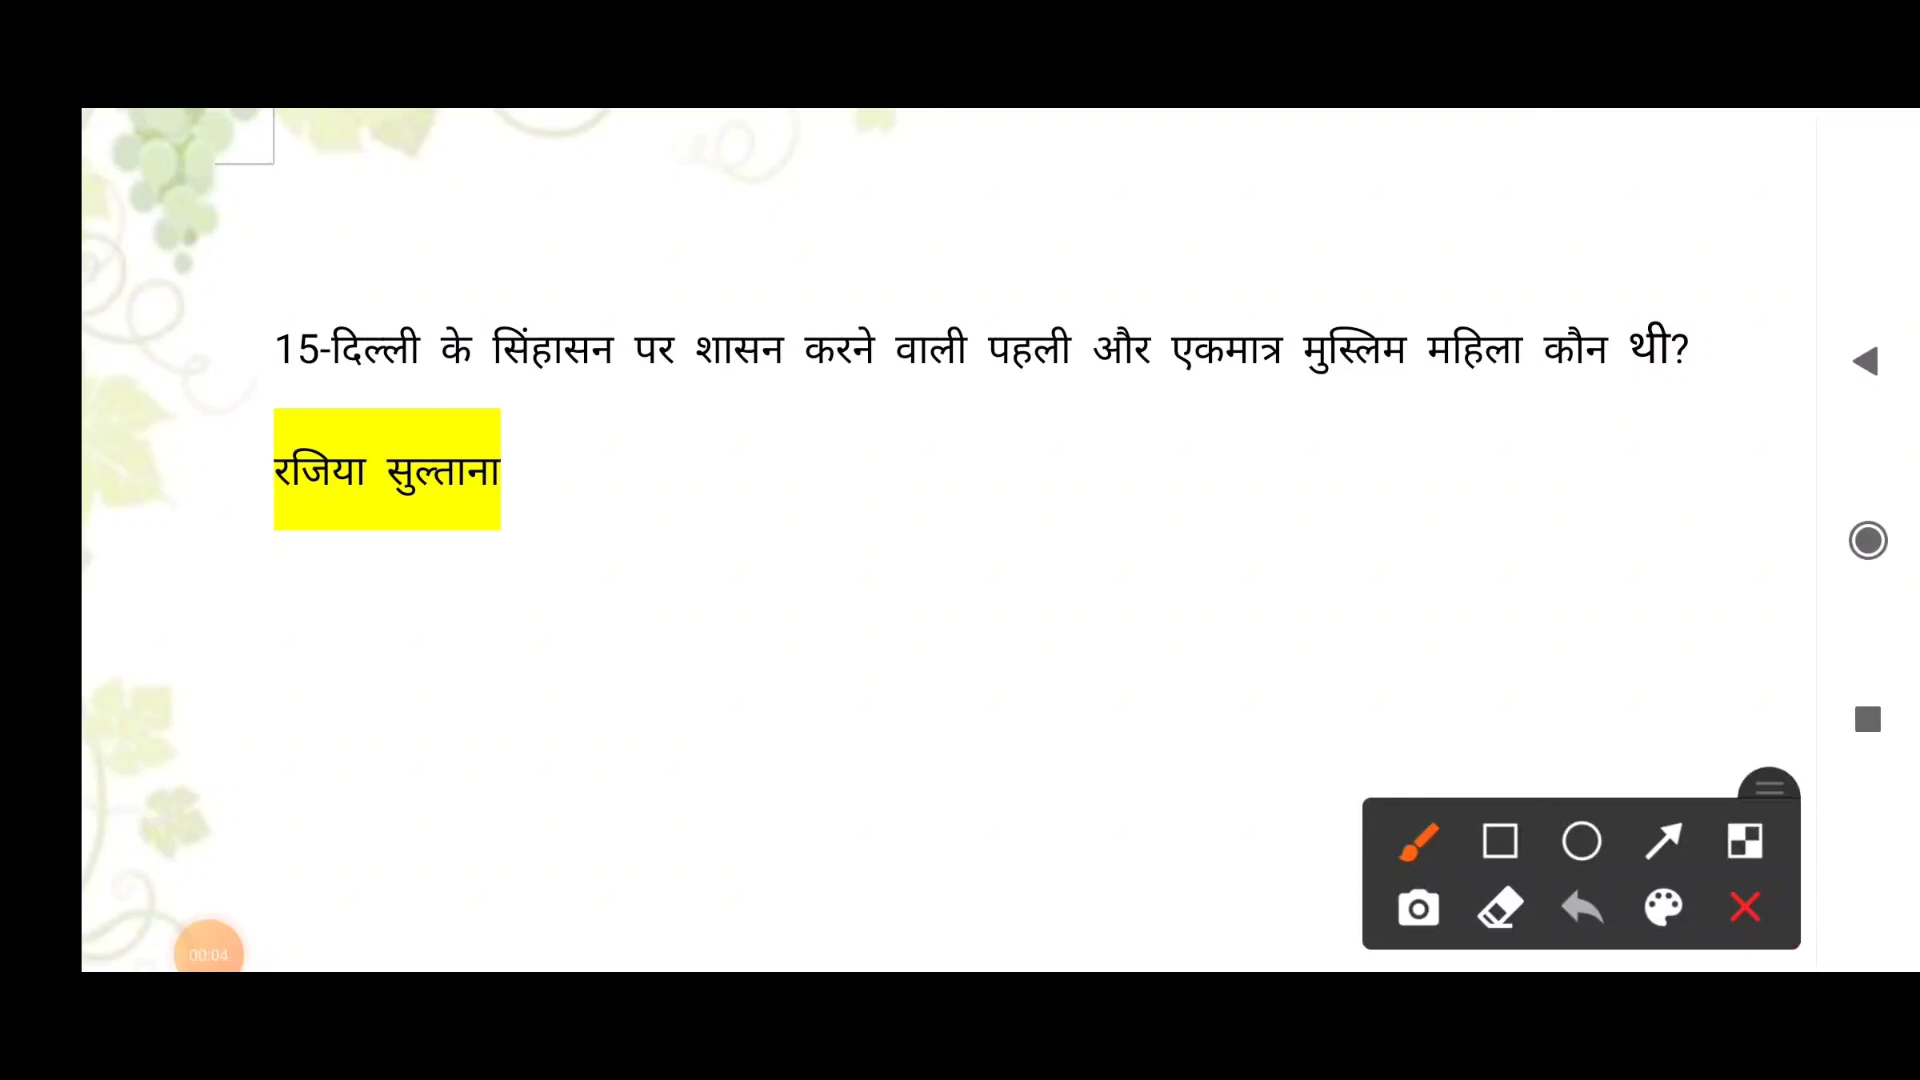 15-दिल्ली के सिंहासन पर शासन करने वाली पहली और एकमात्र मुस्लिम महिला कौन थी?
रजिया सुल्ताना
00:04